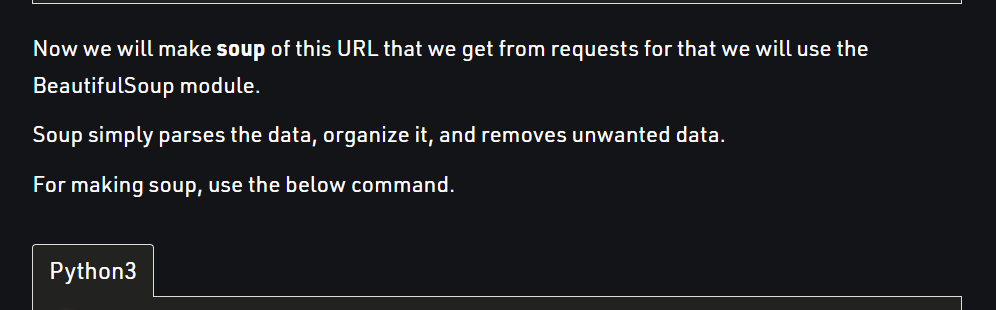 Now we will make soup of this URL that we get from requests for that we will use the
BeautifulSoup module.
Soup simply parses the data, organize it, and removes unwanted data.
For making soup, use the below command.
Python3